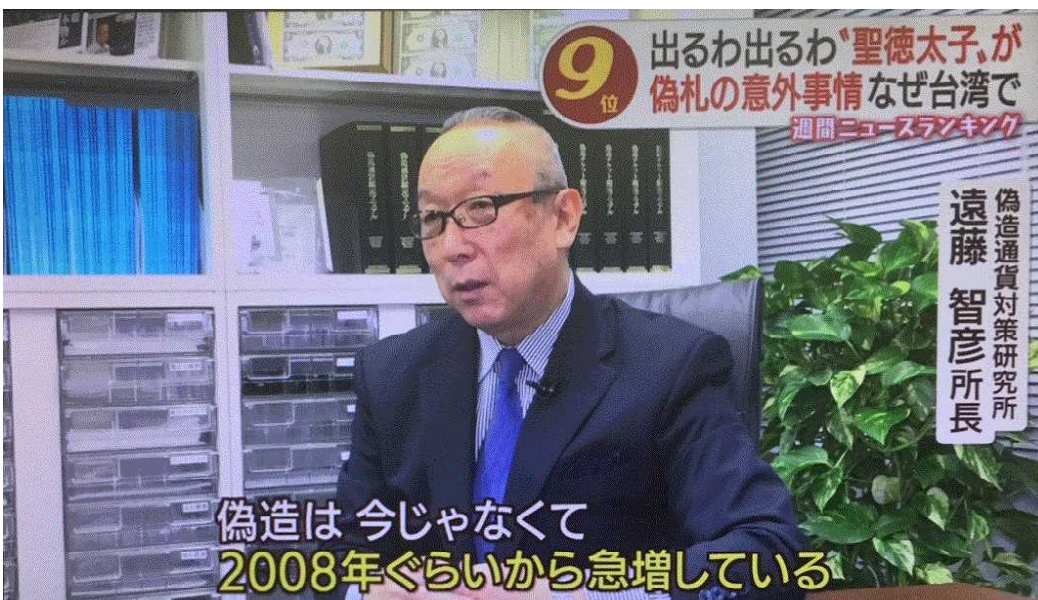 9位
出るわ出るわ〝聖徳太子〟が
偽札の意外事情 なぜ台湾で
週間ニュースランキング
偽造通貨対策研究所
遠藤 智彦所長
偽造は 今じゃなくて
2008年ぐらいから急増している